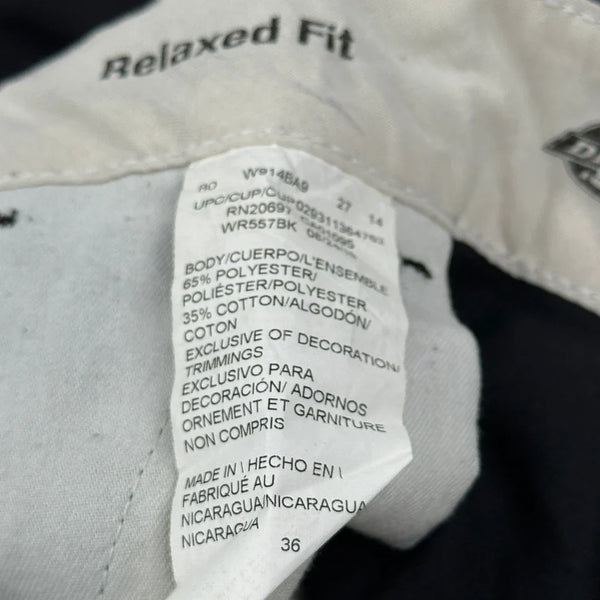 Relaxed Fit
RO W914BA9 27 14
UPC/CUP/CUP
RN20697
WR557BK
BODY/CUERPO/L'ENSEMBLE
65% POLYESTER/
POLIÉSTER/POLYESTER
35% COTTON/ALGODÓN/
COTON
EXCLUSIVE OF DECORATION/
TRIMMINGS
EXCLUSIVO PARA
DECORACIÓN/ ADORNOS
ORNEMENT ET GARNITURE
NON COMPRIS
MADE IN \ HECHO EN \
FABRIQUÉ AU
NICARAGUA/NICARAGUA
NICARAGUA
36